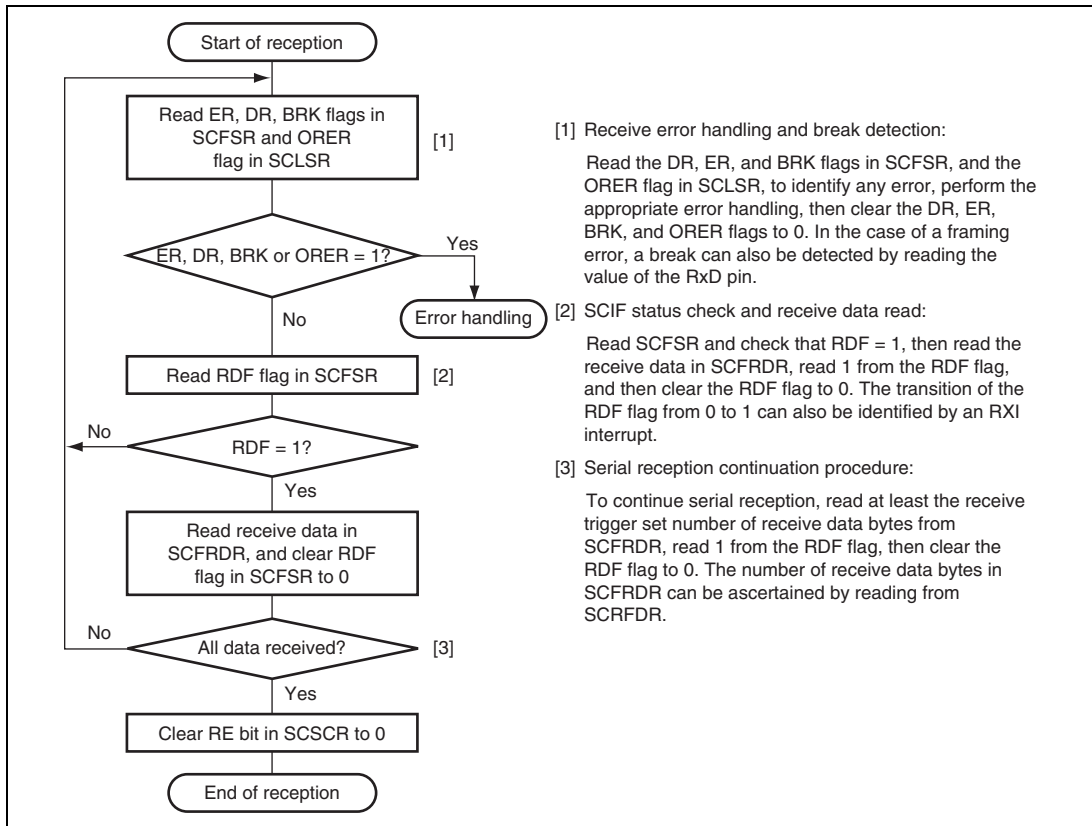 Start of reception
Read ER, DR, BRK flags in
SCFSR and ORER
flag in SCLSR
[1]
ER, DR, BRK or ORER = 1?
Yes
Error handling
No
Read RDF flag in SCFSR
[2]
No
RDF = 1?
Yes
Read receive data in
SCFRDR, and clear RDF
flag in SCFSR to 0
No
All data received?
[3]
Yes
Clear RE bit in SCSCR to 0
End of reception
[1] Receive error handling and break detection:
Read the DR, ER, and BRK flags in SCFSR, and the
ORER flag in SCLSR, to identify any error, perform the
appropriate error handling, then clear the DR, ER,
BRK, and ORER flags to 0. In the case of a framing
error, a break can also be detected by reading the
value of the RxD pin.
[2] SCIF status check and receive data read:
Read SCFSR and check that RDF = 1, then read the
receive data in SCFRDR, read 1 from the RDF flag,
and then clear the RDF flag to 0. The transition of the
RDF flag from 0 to 1 can also be identified by an RXI
interrupt.
[3] Serial reception continuation procedure:
To continue serial reception, read at least the receive
trigger set number of receive data bytes from
SCFRDR, read 1 from the RDF flag, then clear the
RDF flag to 0. The number of receive data bytes in
SCFRDR can be ascertained by reading from
SCRFDR.